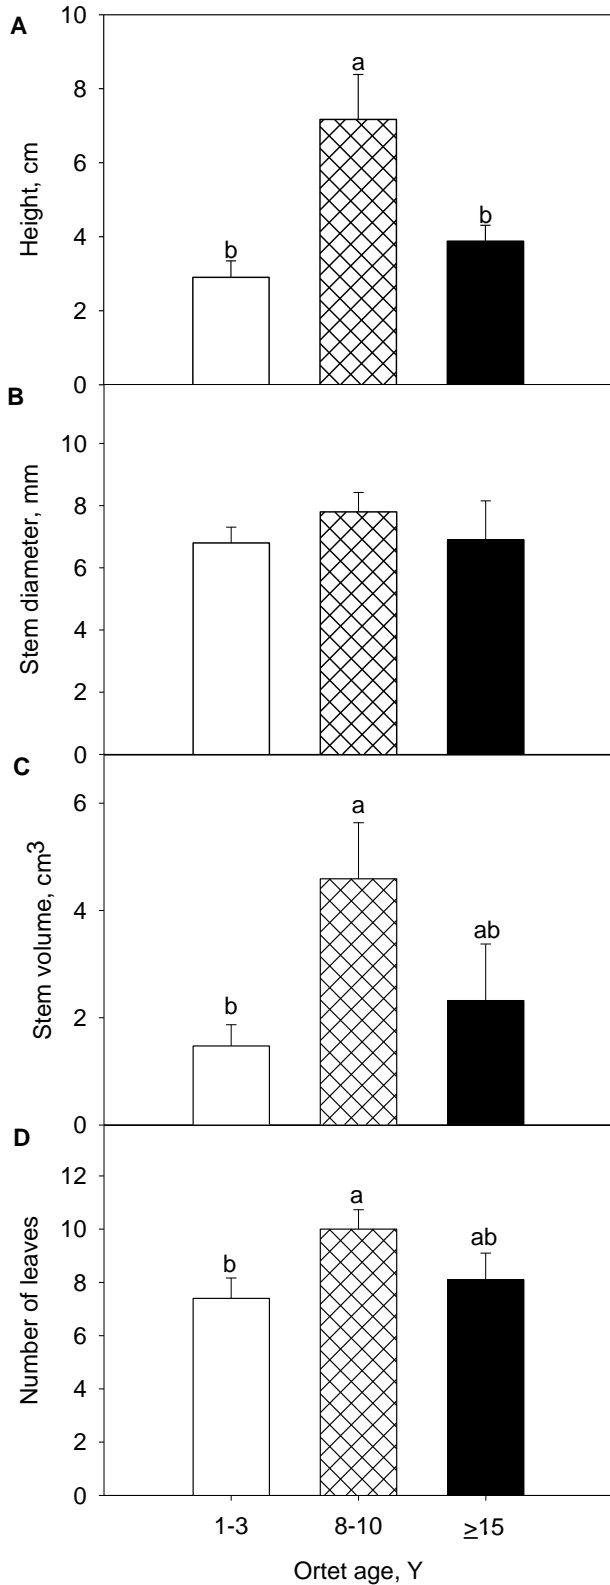 A
10
8
6
4
2
0
Height, cm
b
a
b
B
10
8
6
4
2
0
Stem diameter, mm
C
6
4
2
0
Stem volume, cm3
b
a
ab
D
12
10
8
6
4
2
0
Number of leaves
b
a
ab
1-3 8-10 ≥15
Ortet age, Y